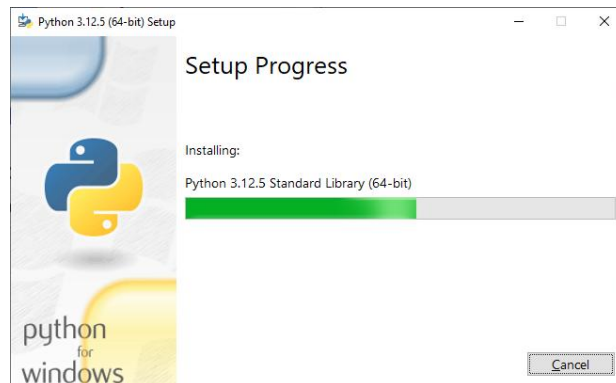 Python 3.12.5 (64-bit) Setup
Setup Progress
Installing:
Python 3.12.5 Standard Library (64-bit)
python
for
windows
Cancel